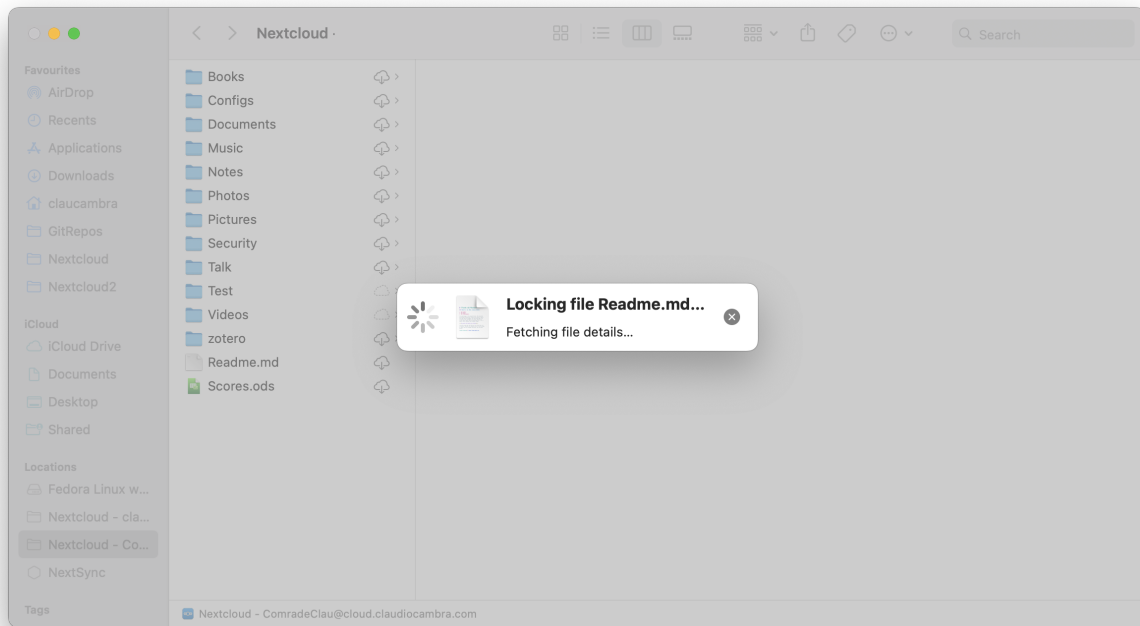 Nextcloud
Search
Favourites
AirDrop
Recents
Applications
Downloads
claucambra
GitRepos
Nextcloud
Nextcloud2
iCloud
iCloud Drive
Documents
Desktop
Shared
Locations
Fedora Linux w...
Nextcloud - cla...
Nextcloud - Co...
NextSync
Tags
Books
Configs
Documents
Music
Notes
Photos
Pictures
Security
Talk
Test
Videos
zotero
Readme.md
Scores.ods
Locking file Readme.md...
Fetching file details...
Nextcloud - ComradeClau@cloud.claudiocambra.com